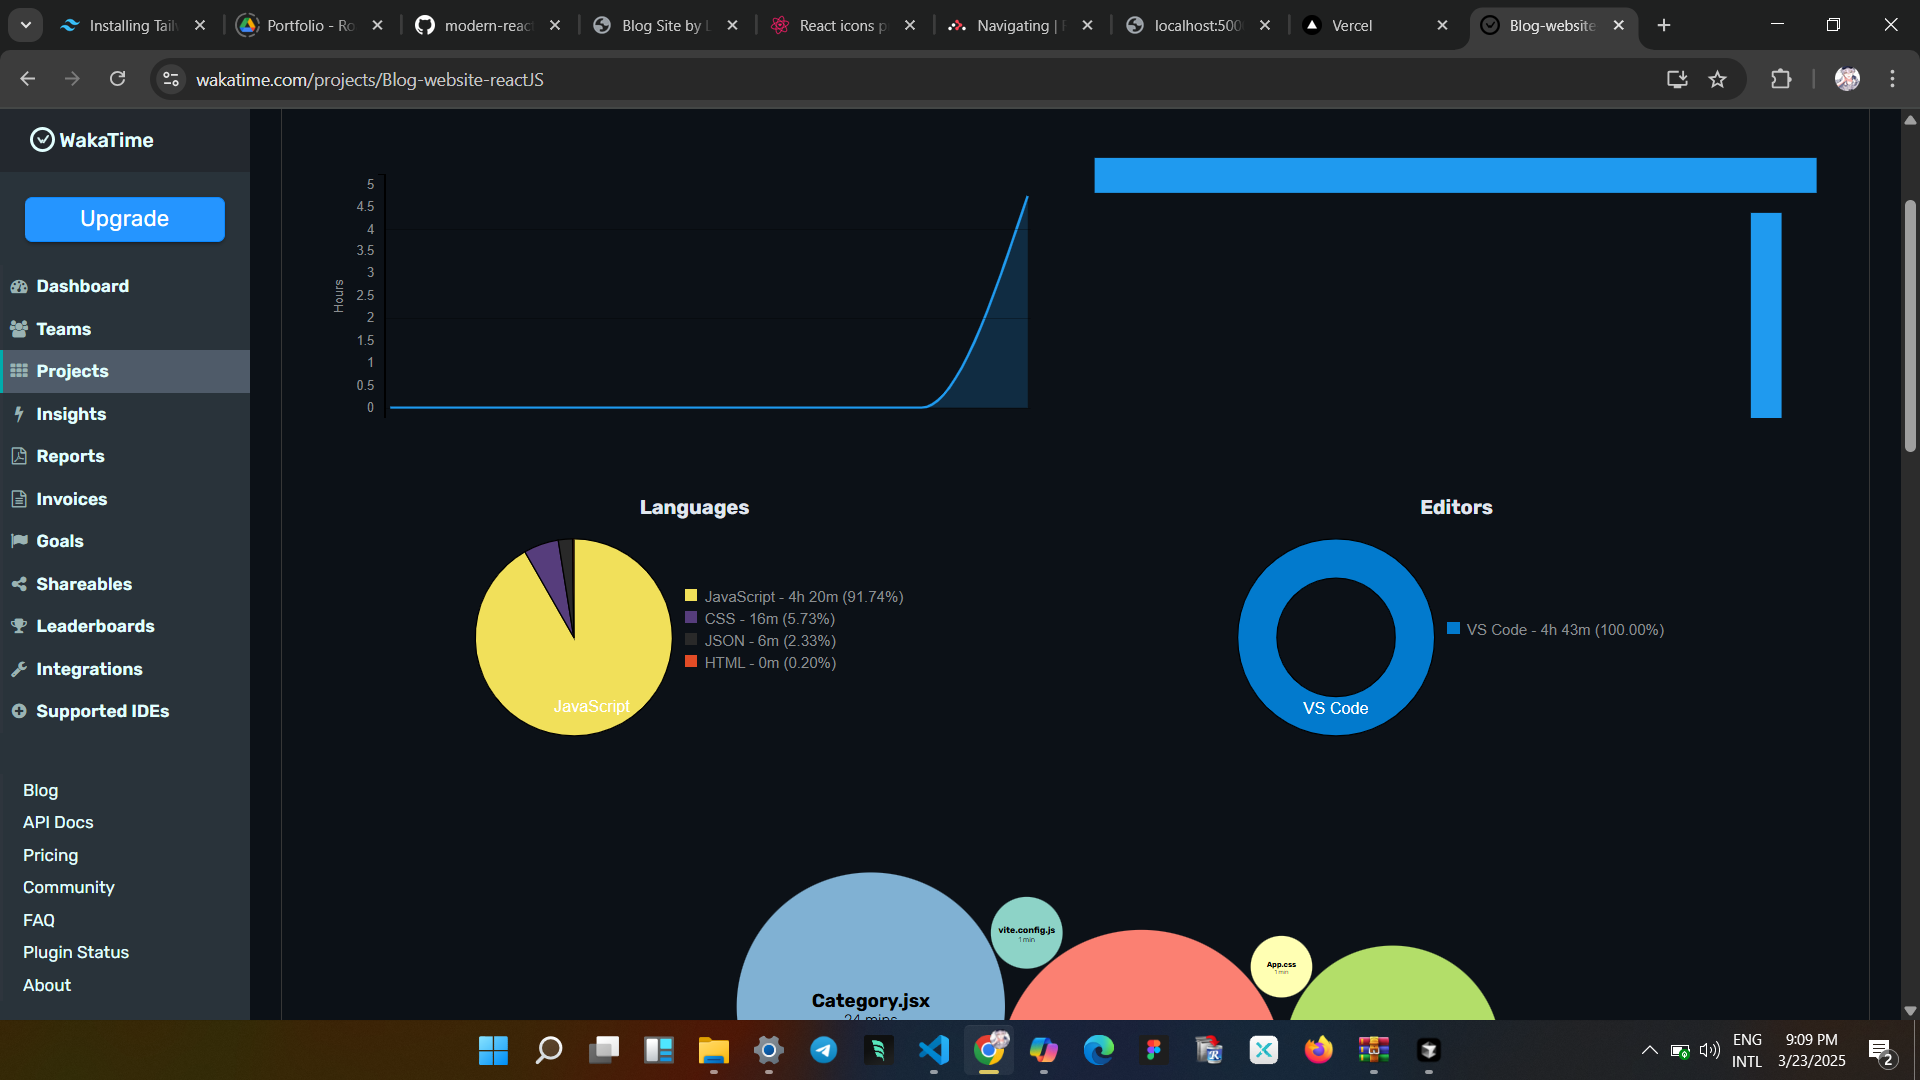 Installing Tail
Portfolio - Ro
modern-react
Blog Site by L
React icons p
Navigating | R
localhost:500
Vercel
Blog-website-
wakatime.com/projects/Blog-website-reactJS
WakaTime
Upgrade
Dashboard
Teams
Projects
Insights
Reports
Invoices
Goals
Shareables
Leaderboards
Integrations
Supported IDEs
Blog
API Docs
Pricing
Community
FAQ
Plugin Status
About
Hours
5
4.5
4
3.5
3
2.5
2
1.5
1
0.5
0
Languages
JavaScript
JavaScript - 4h 20m (91.74%)
CSS - 16m (5.73%)
JSON - 6m (2.33%)
HTML - 0m (0.20%)
Editors
VS Code
VS Code - 4h 43m (100.00%)
Category.jsx
24 mins
vite.config.js
1 min
App.css
1 min
ENG
INTL
9:09 PM
3/23/2025
2